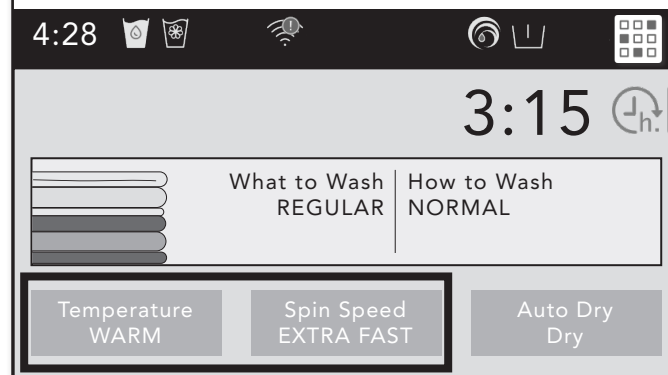 4:28
3:15 h.
What to Wash How to Wash
REGULAR NORMAL
Temperature Spin Speed Auto Dry
WARM EXTRA FAST Dry